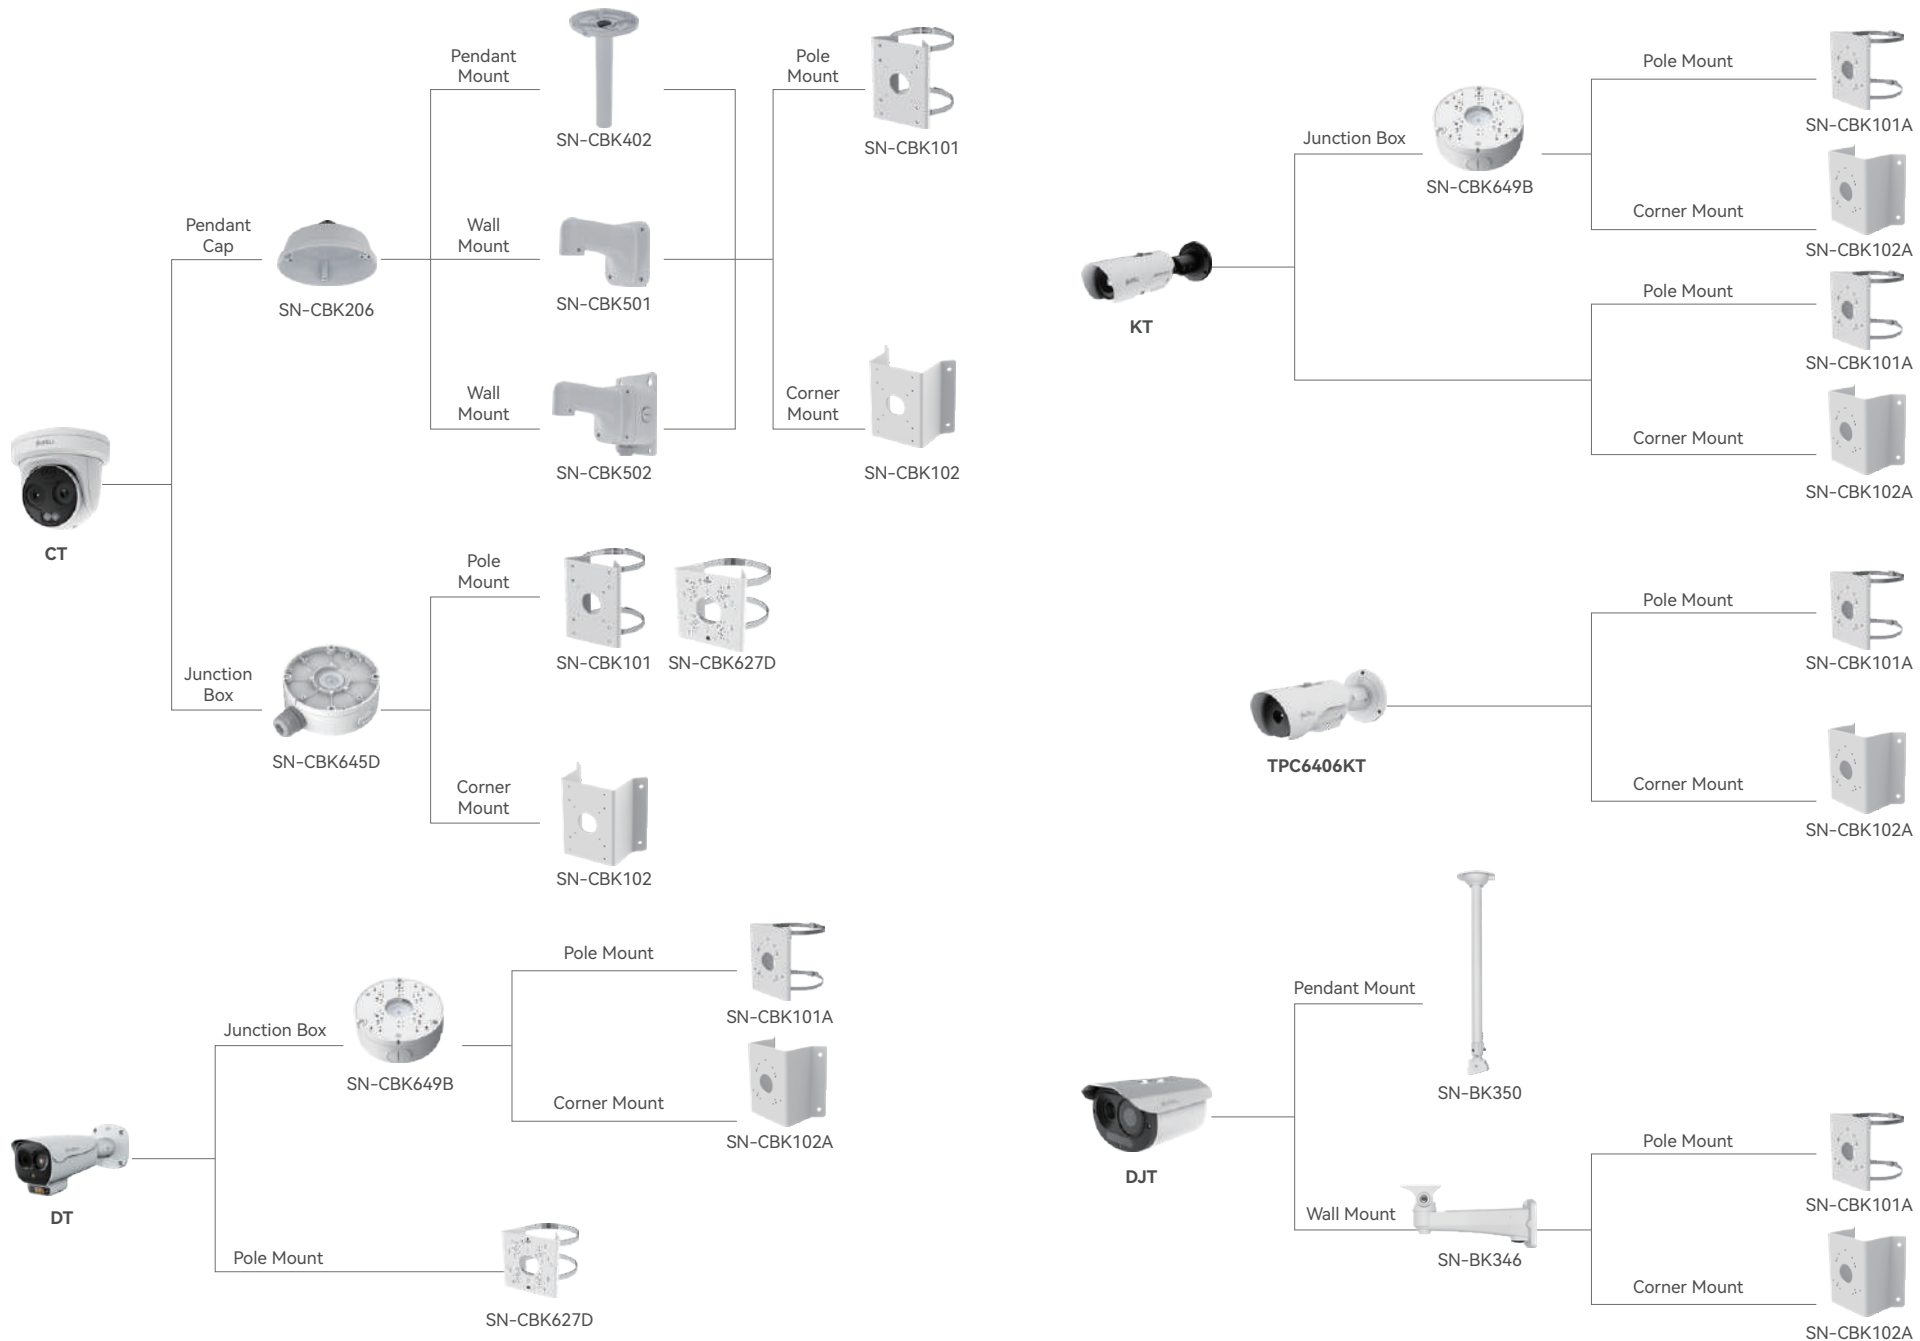 Pendant
Mount
SN-CBK402
Pole
Mount
SN-CBK101
Pendant
Cap
SN-CBK206
Wall
Mount
SN-CBK501
Wall
Mount
SN-CBK502
Corner
Mount
SN-CBK102
CT
Pole
Mount
SN-CBK101
SN-CBK627D
Junction
Box
SN-CBK645D
Corner
Mount
SN-CBK102
Pole Mount
SN-CBK101A
Junction Box
SN-CBK649B
Corner Mount
SN-CBK102A
DT
Pole Mount
SN-CBK627D
Pole Mount
SN-CBK101A
Junction Box
SN-CBK649B
Corner Mount
SN-CBK102A
KT
Pole Mount
SN-CBK101A
Corner Mount
SN-CBK102A
Pole Mount
SN-CBK101A
TPC6406KT
Corner Mount
SN-CBK102A
Pendant Mount
SN-BK350
DJT
Pole Mount
SN-CBK101A
Wall Mount
SN-BK346
Corner Mount
SN-CBK102A